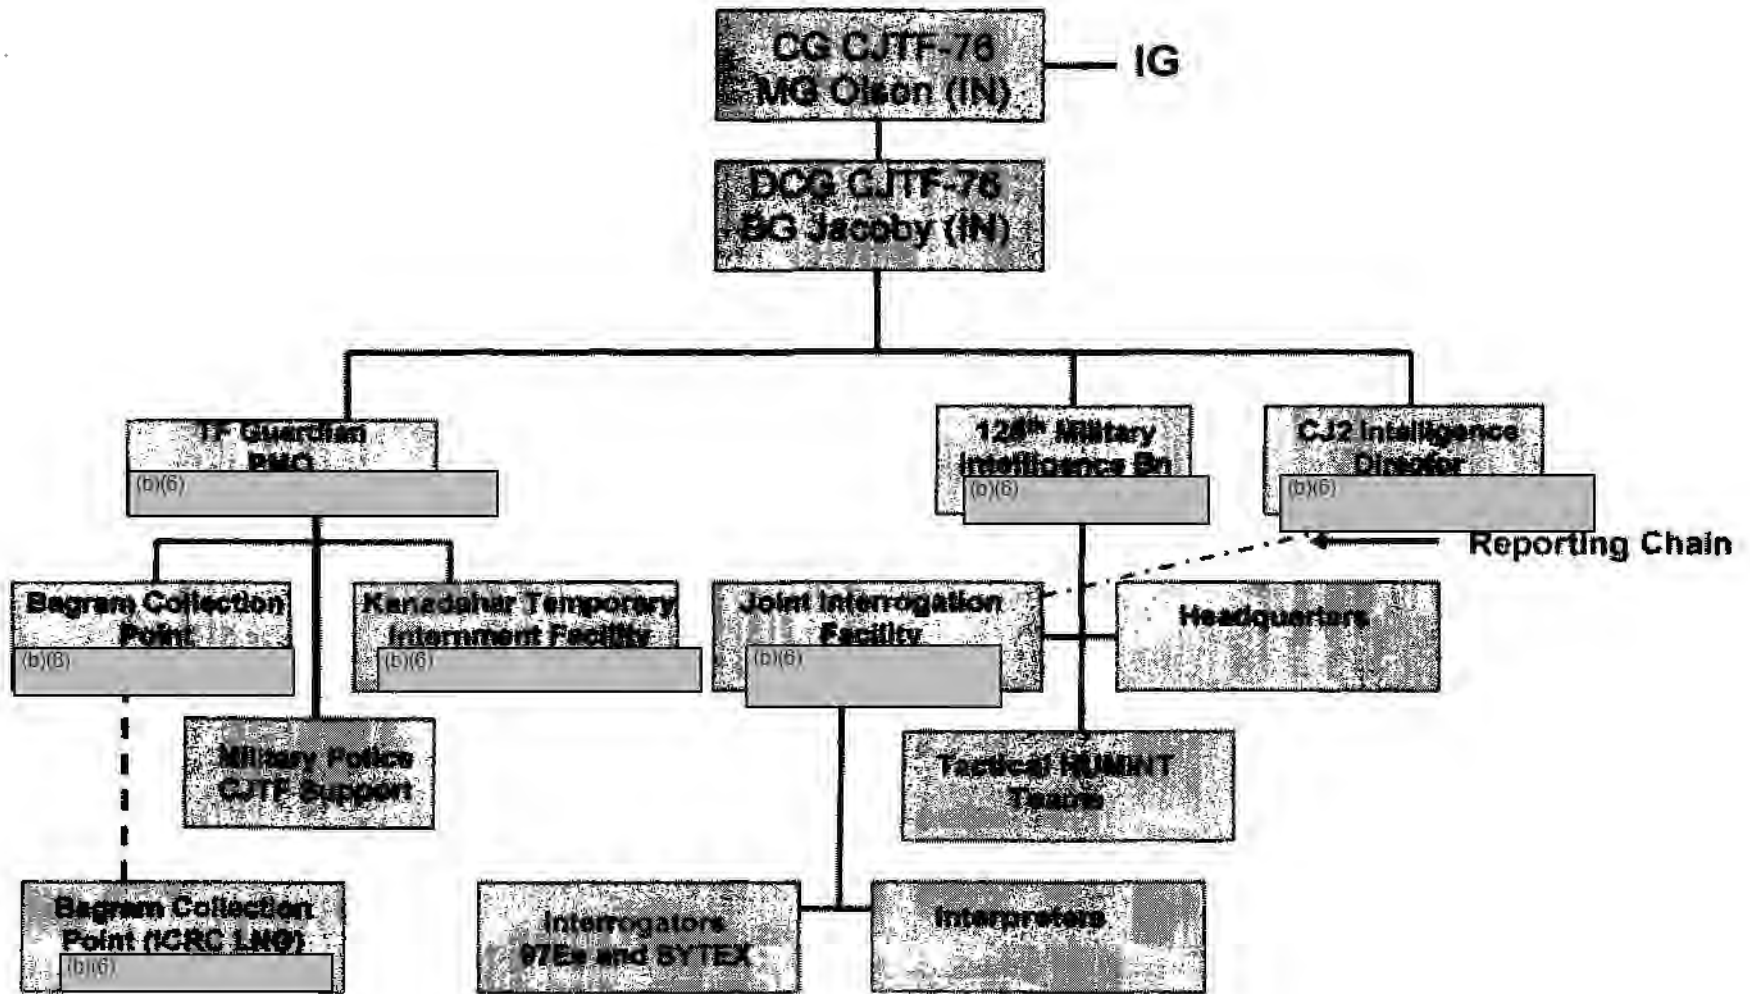 CG CJTF-76
MG Olson (IN)
IG
DCG CJTF-76
BG Jacoby (IN)
TF Guardian
PMO
(b)(6)
Military
Intelligence Bn
(b)(6)
CJ2 Intelligence
Director
(b)(6)
Reporting Chain
Bagram Collection
Point
(b)(6)
Kanadahar Temporary
Internment Facility
(b)(6)
Joint Interrogation
Facility
(b)(6)
Headquarters
Military Police
CJTF Support
Tactical HUMINT
Teams
Bagram Collection
Point (ICRC LNO)
(b)(6)
Interrogators
97Es and SYTEX
Interpreters